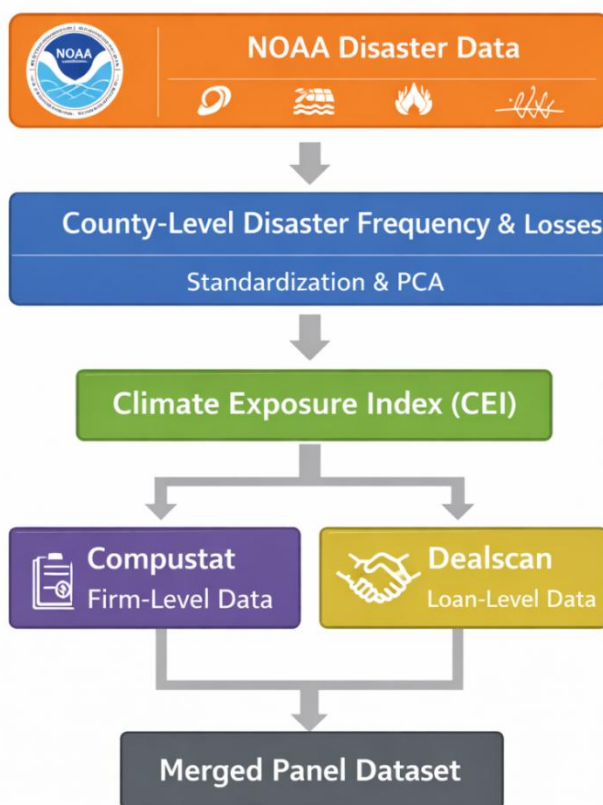 NOAA Disaster Data
NOAA
County-Level Disaster Frequency & Losses
Standardization & PCA
Climate Exposure Index (CEI)
Compustat
Firm-Level Data
Dealscan
Loan-Level Data
Merged Panel Dataset